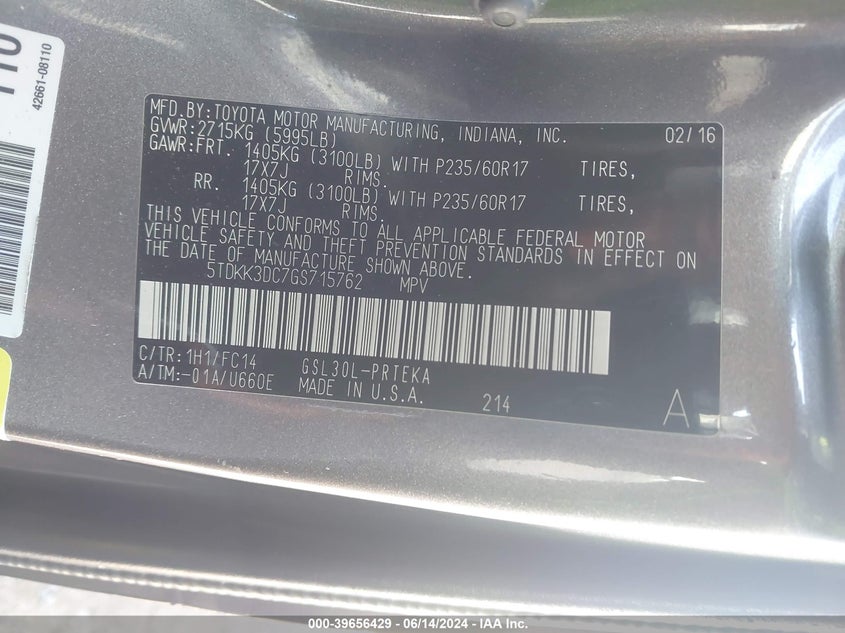 110
42661-08110
MFD.BY:TOYOTA MOTOR MANUFACTURING, INDIANA, INC. 02/16
GVWR:2715KG (5995LB)
GAWR:FRT. 1405KG (3100LB) WITH P235/60R17 TIRES,
17X7J RIMS.
RR. 1405KG (3100LB) WITH P235/60R17 TIRES,
17X7J RIMS.
THIS VEHICLE CONFORMS TO ALL APPLICABLE FEDERAL MOTOR
VEHICLE SAFETY AND THEFT PREVENTION STANDARDS IN EFFECT ON
THE DATE OF MANUFACTURE SHOWN ABOVE.
5TDKK3DC7GS715762 MPV
C/TR:1H1/FC14 GSL30L-PRTEKA
A/TM:-01A/U660E MADE IN U.S.A. 214 A
000-39656429 - 06/14/2024 - IAA Inc.